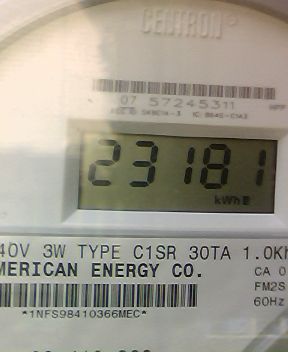 CENTRON®
07 57245311
23181
kWh
40V 3W TYPE C1SR 30TA 1.0Kh
MERICAN ENERGY CO.
CA 0
FM2S
60Hz
*1NFS98410366MEC*